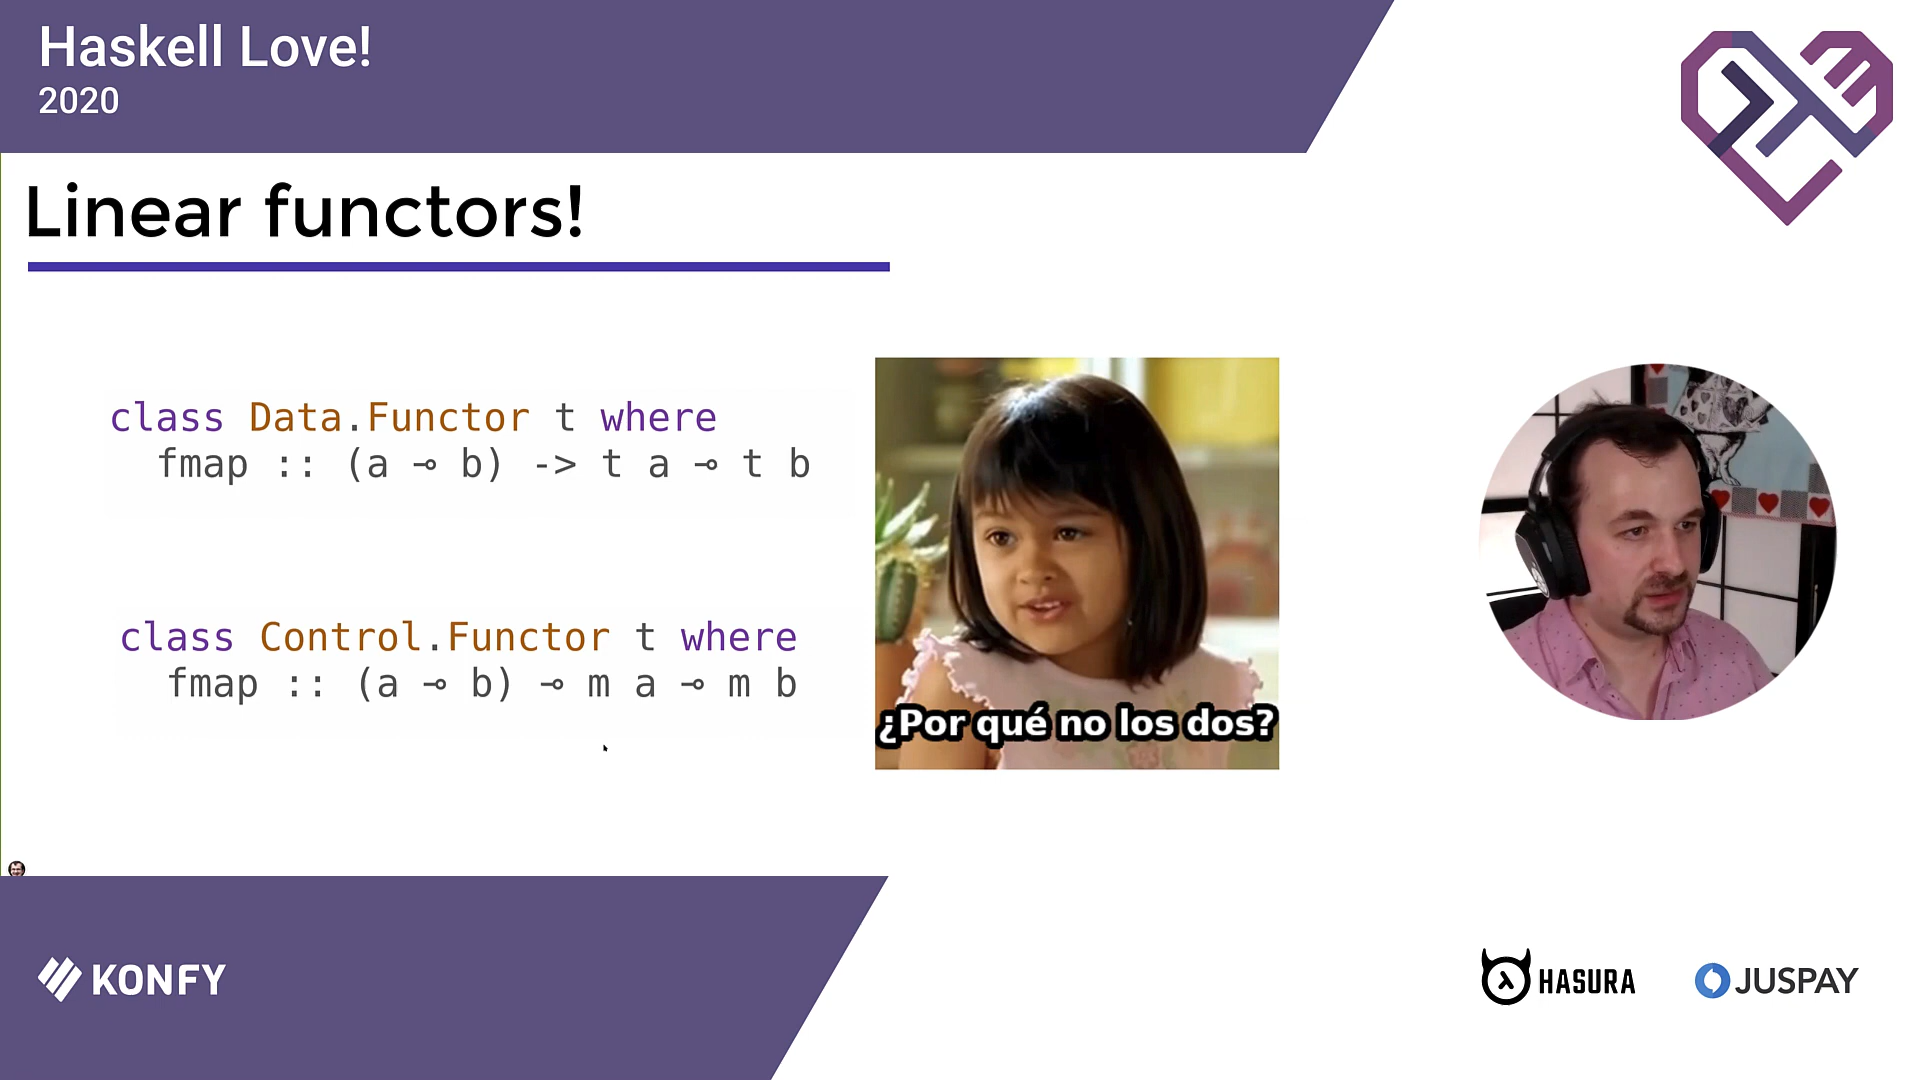 Haskell Love!
2020
Linear functors!
class Data.Functor t where
fmap :: (a ⊸ b) -> t a ⊸ t b
class Control.Functor t where
fmap :: (a ⊸ b) ⊸ m a ⊸ m b
¿Por qué no los dos?
KONFY
HASURA
JUSPAY